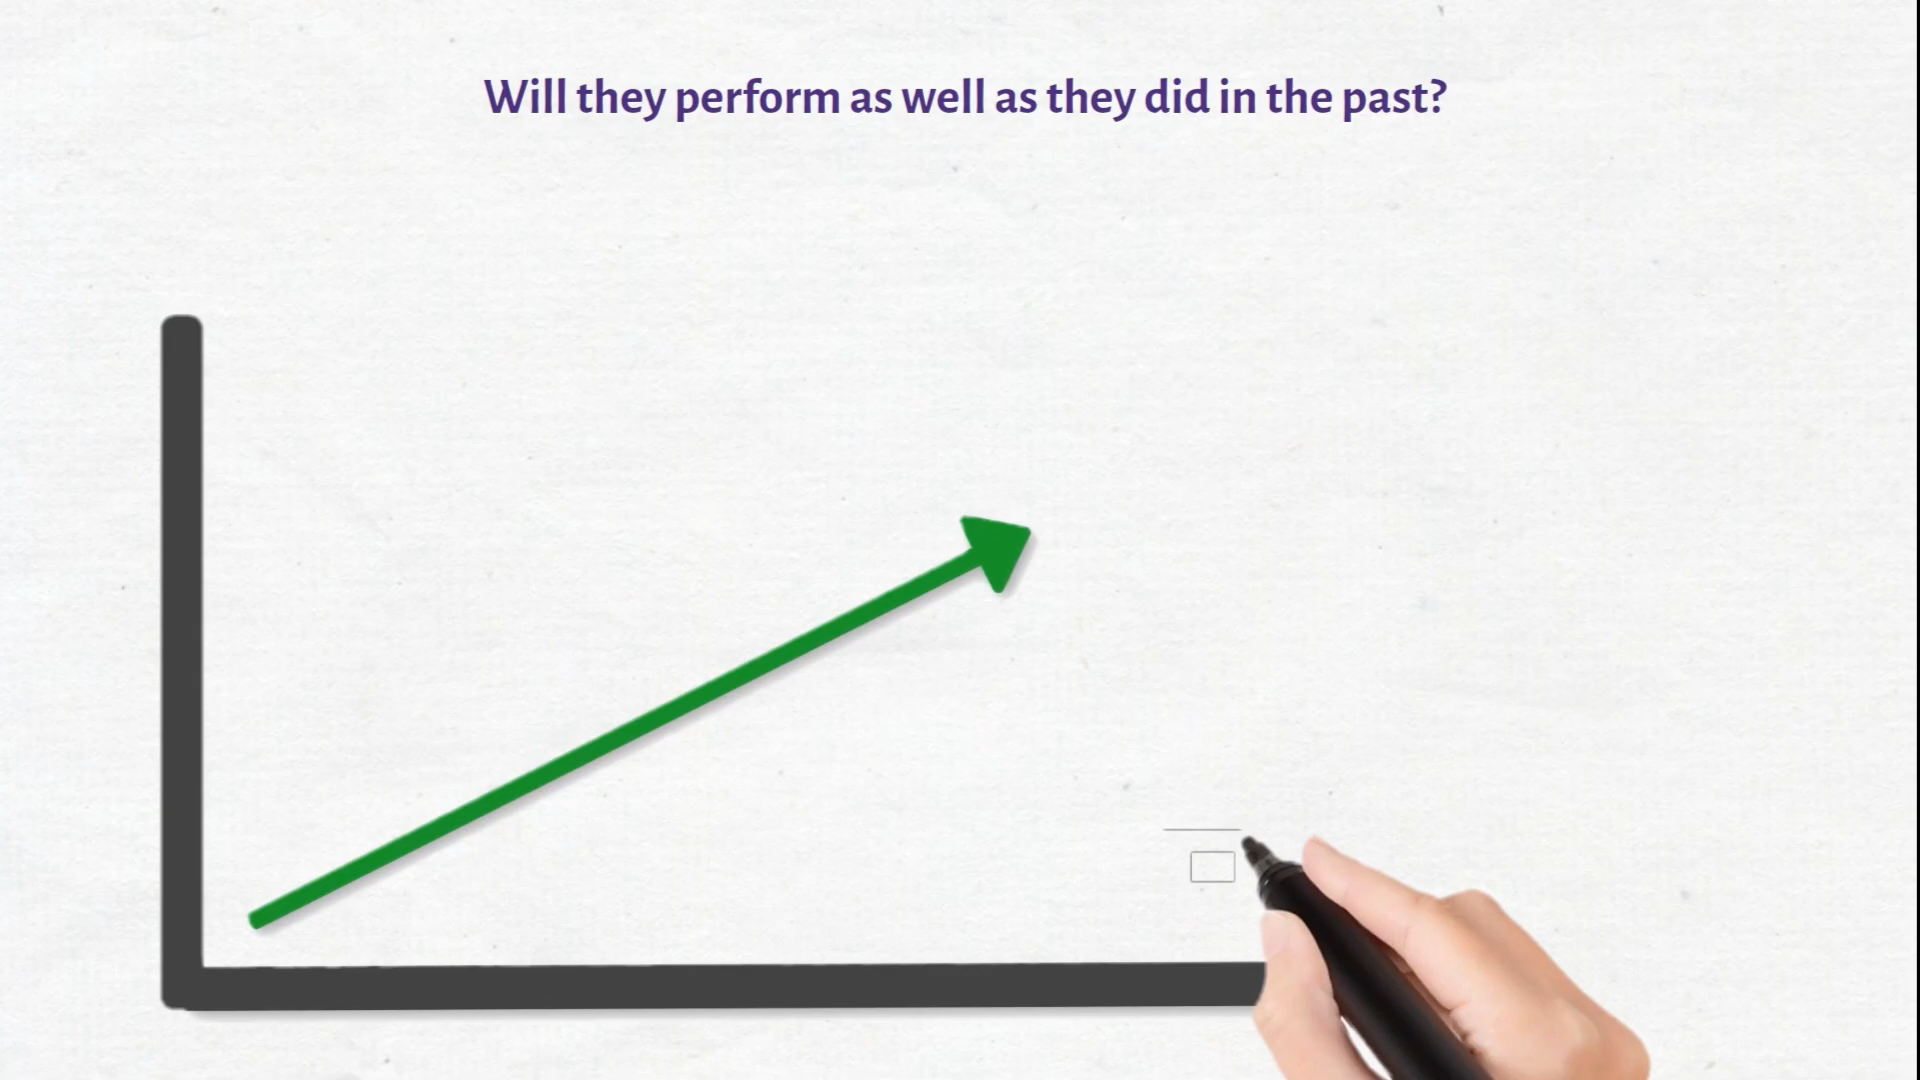 Will they perform as well as they did in the past?